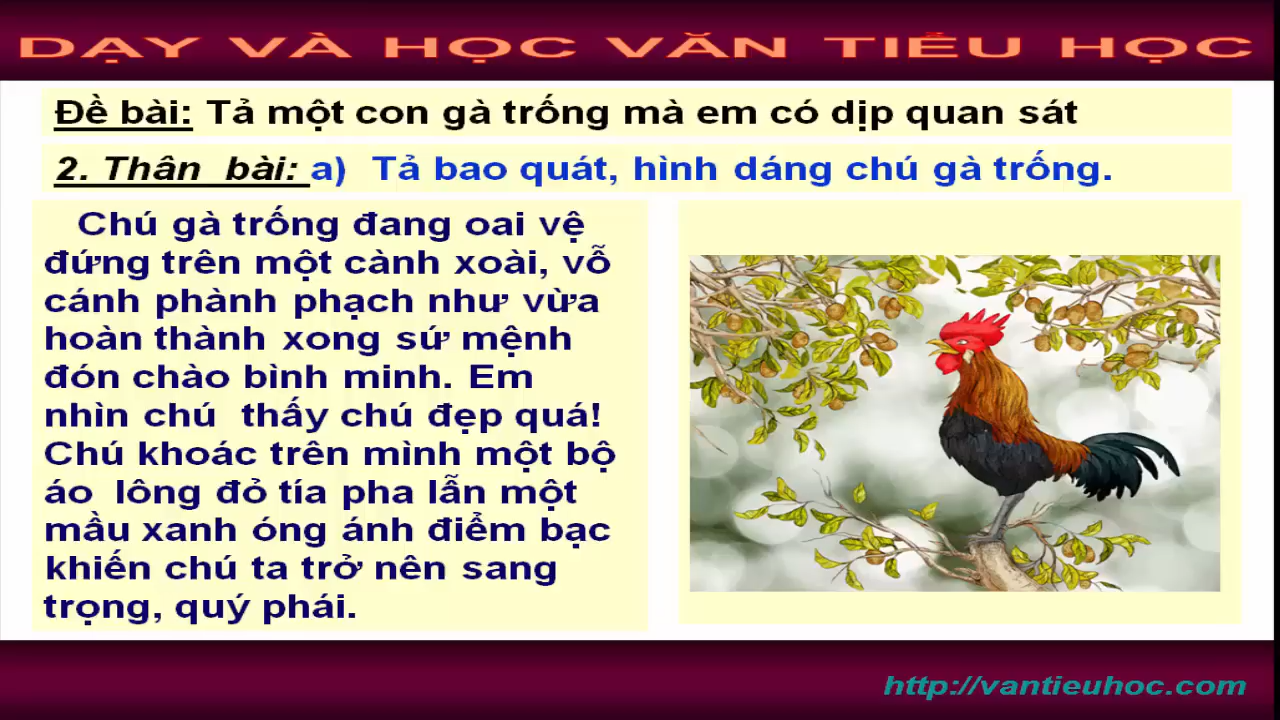 DẠY VÀ HỌC VĂN TIỂU HỌC
Đề bài: Tả một con gà trống mà em có dịp quan sát
2. Thân bài: a) Tả bao quát, hình dáng chú gà trống.
Chú gà trống đang oai vệ
đứng trên một cành xoài, vỗ
cánh phành phạch như vừa
hoàn thành xong sứ mệnh
đón chào bình minh. Em
nhìn chú thấy chú đẹp quá!
Chú khoác trên mình một bộ
áo lông đỏ tía pha lẫn một
mầu xanh óng ánh điểm bạc
khiến chú ta trở nên sang
trọng, quý phái.
http://vantieuhoc.com